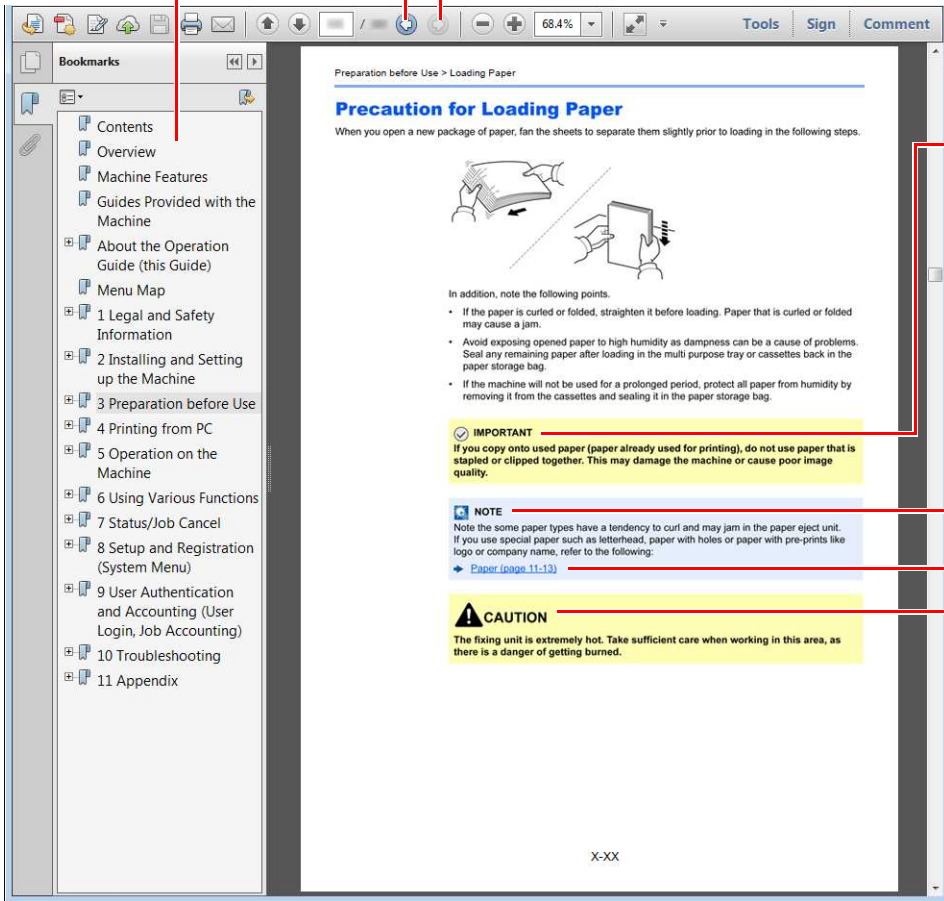 68.4%
Tools
Sign
Comment
Bookmarks
Contents
Overview
Machine Features
Guides Provided with the
Machine
About the Operation
Guide (this Guide)
Menu Map
1 Legal and Safety
Information
2 Installing and Setting
up the Machine
3 Preparation before Use
4 Printing from PC
5 Operation on the
Machine
6 Using Various Functions
7 Status/Job Cancel
8 Setup and Registration
(System Menu)
9 User Authentication
and Accounting (User
Login, Job Accounting)
10 Troubleshooting
11 Appendix
Preparation before Use > Loading Paper
Precaution for Loading Paper
When you open a new package of paper, fan the sheets to separate them slightly prior to loading in the following steps.
In addition, note the following points.
• If the paper is curled or folded, straighten it before loading. Paper that is curled or folded
may cause a jam.
• Avoid exposing opened paper to high humidity as dampness can be a cause of problems.
Seal any remaining paper after loading in the multi purpose tray or cassettes back in the
paper storage bag.
• If the machine will not be used for a prolonged period, protect all paper from humidity by
removing it from the cassettes and sealing it in the paper storage bag.
IMPORTANT
If you copy onto used paper (paper already used for printing), do not use paper that is
stapled or clipped together. This may damage the machine or cause poor image
quality.
NOTE
Note the some paper types have a tendency to curl and may jam in the paper eject unit.
If you use special paper such as letterhead, paper with holes or paper with pre-prints like
logo or company name, refer to the following:
Paper (page 11-13)
CAUTION
The fixing unit is extremely hot. Take sufficient care when working in this area, as
there is a danger of getting burned.
X-XX